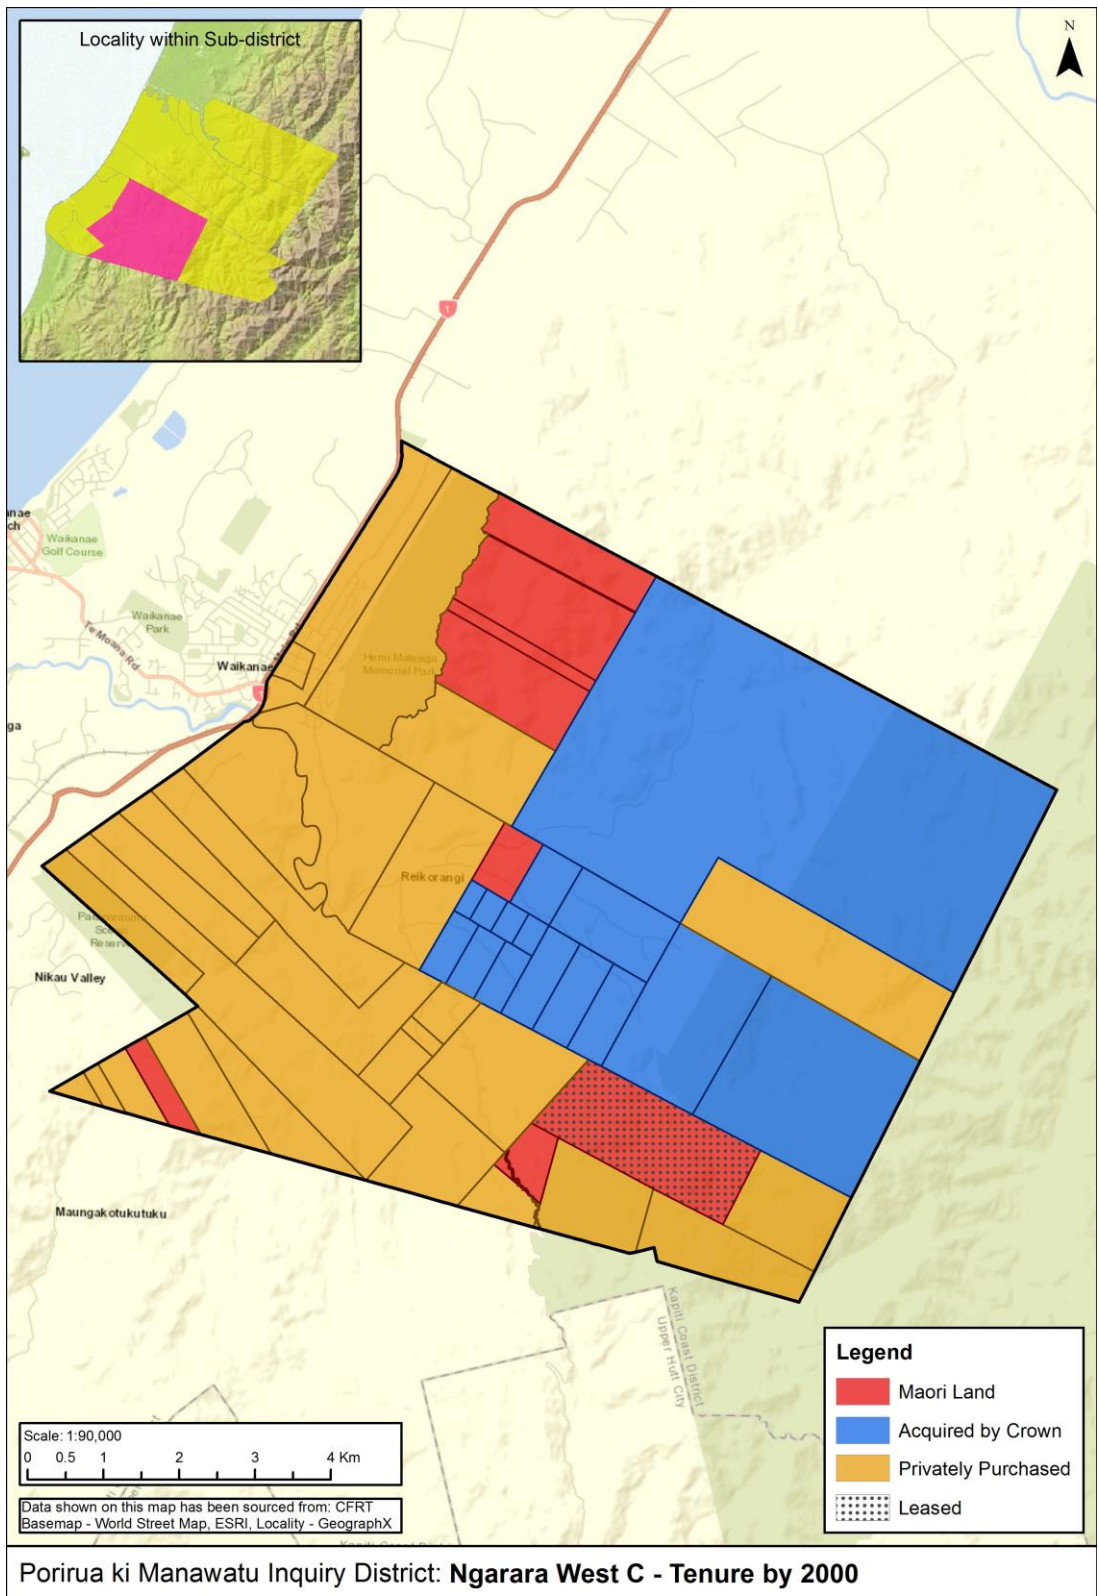 Locality within Sub-district
N
1
anae
ch
Waikanae
Golf Course
Waikanae
Park
Te Moana Rd
Waikanae
Hemi Matenga
Memorial Park
ga
Reikorangi
Nikau Valley
Maungakotukutuku
Kapiti Coast District
Upper Hutt City
Legend
Maori Land
Acquired by Crown
Privately Purchased
Leased
Scale: 1:90,000
0 0.5 1 2 3 4 Km
Data shown on this map has been sourced from: CFRT
Basemap - World Street Map, ESRI, Locality - GeographX
Porirua ki Manawatu Inquiry District: Ngarara West C - Tenure by 2000